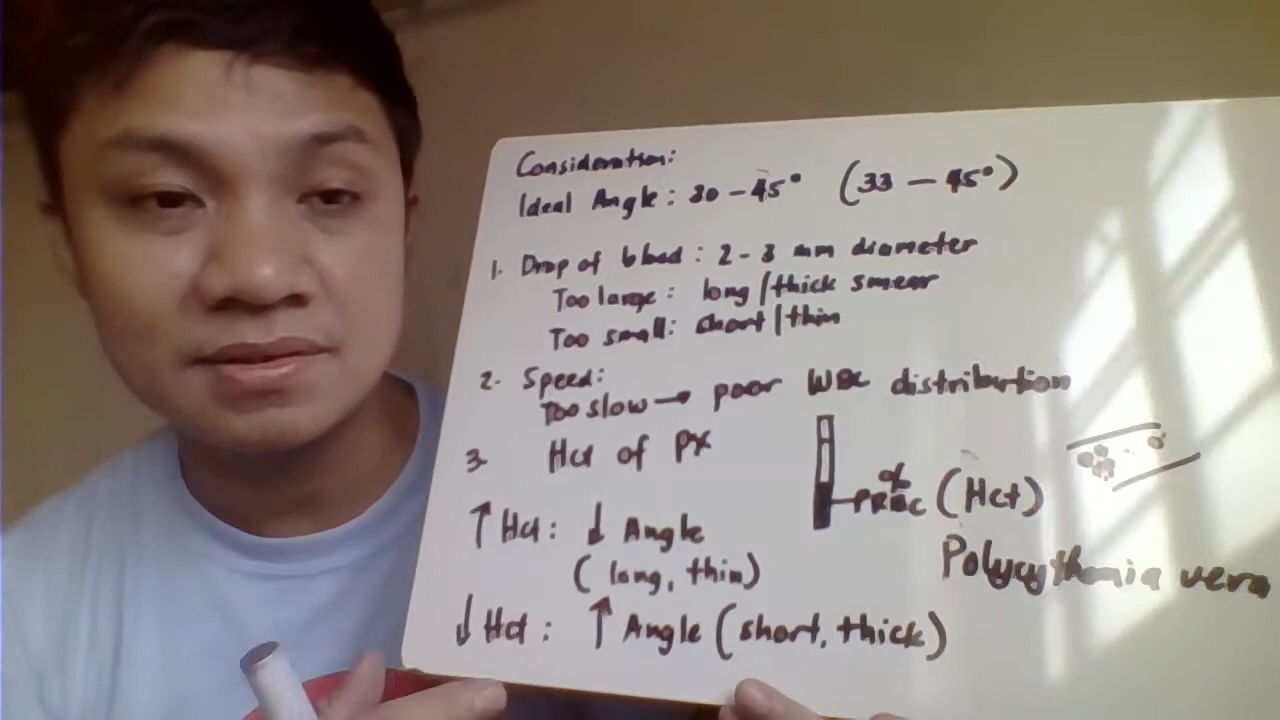 Consideration:
Ideal Angle: 30 - 45° (33 - 45°)
1. Drop of blood: 2 - 3 mm diameter
Too large: long/thick smear
Too small: short/thin
2. Speed:
Too slow → poor WBC distribution
3. Hct of px
% PRBC (Hct)
↑ Hct: ↓ Angle
(long, thin)
Polycythemia vera
↓ Hct: ↑ Angle (short, thick)